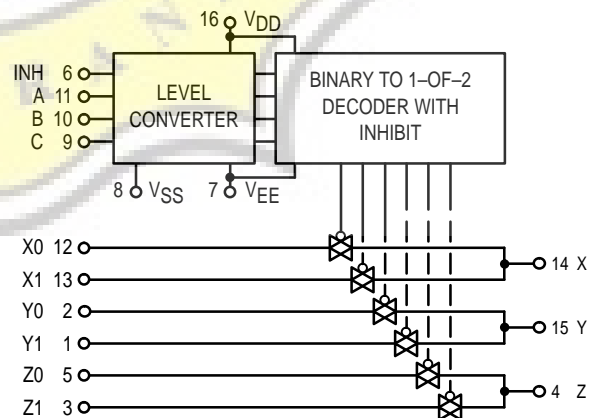 16 VDD
INH 6
A 11
B 10
C 9
LEVEL
CONVERTER
BINARY TO 1–OF–2
DECODER WITH
INHIBIT
8 VSS
7 VEE
X0 12
X1 13
14 X
Y0 2
Y1 1
15 Y
Z0 5
Z1 3
4 Z